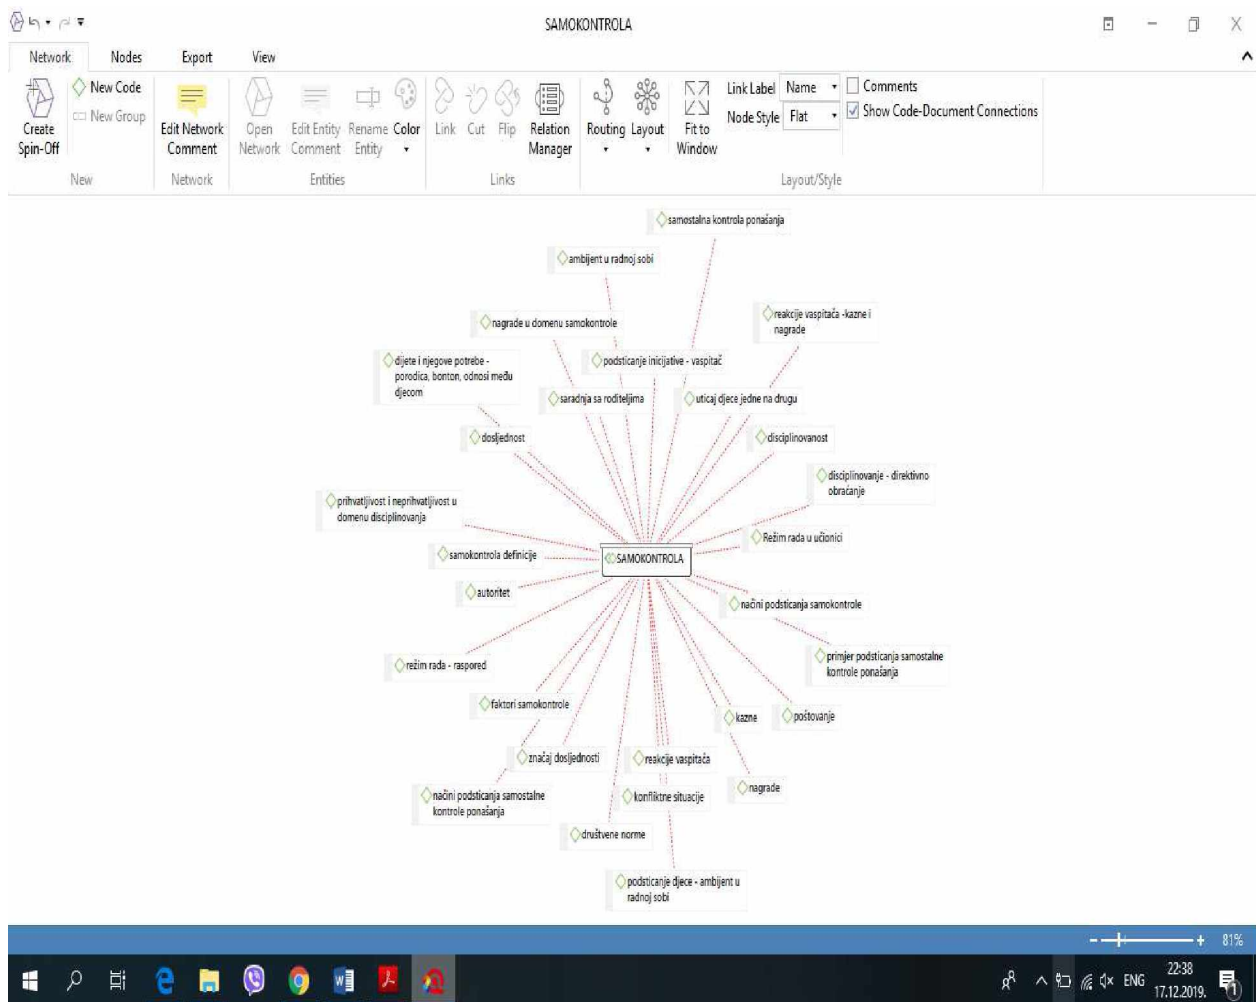 SAMOKONTROLA
Network Nodes Export View
Create
Spin-Off
New Code
New Group
New
Edit Network
Comment
Network
Open
Network
Edit Entity
Comment
Rename
Entity
Color
Entities
Link
Cut
Flip
Relation
Manager
Links
Routing
Layout
Fit to
Window
Link Label Name
Node Style Flat
Comments
Show Code-Document Connections
Layout/Style
samostalna kontrola ponašanja
ambijent u radnoj sobi
nagrade u domenu samokontrole
reakcije vaspitača -kazne i
nagrade
dijete i njegove potrebe -
porodica, bonton, odnosi među
djecom
podsticanje inicijative - vaspitač
saradnja sa roditeljima
uticaj djece jedne na drugu
dosljednost
disciplinovanost
disciplinovanje - direktivno
obraćanje
prihvatljivost i neprihvatljivost u
domenu disciplinovanja
Režim rada u učionici
samokontrola definicije
SAMOKONTROLA
autoritet
načini podsticanja samokontrole
režim rada - raspored
primjer podsticanja samostalne
kontrole ponašanja
faktori samokontrole
kazne
poštovanje
značaj dosljednosti
reakcije vaspitača
nagrade
načini podsticanja samostalne
kontrole ponašanja
konfliktne situacije
društvene norme
podsticanje djece - ambijent u
radnoj sobi
81%
ENG
22:38
17.12.2019.
1